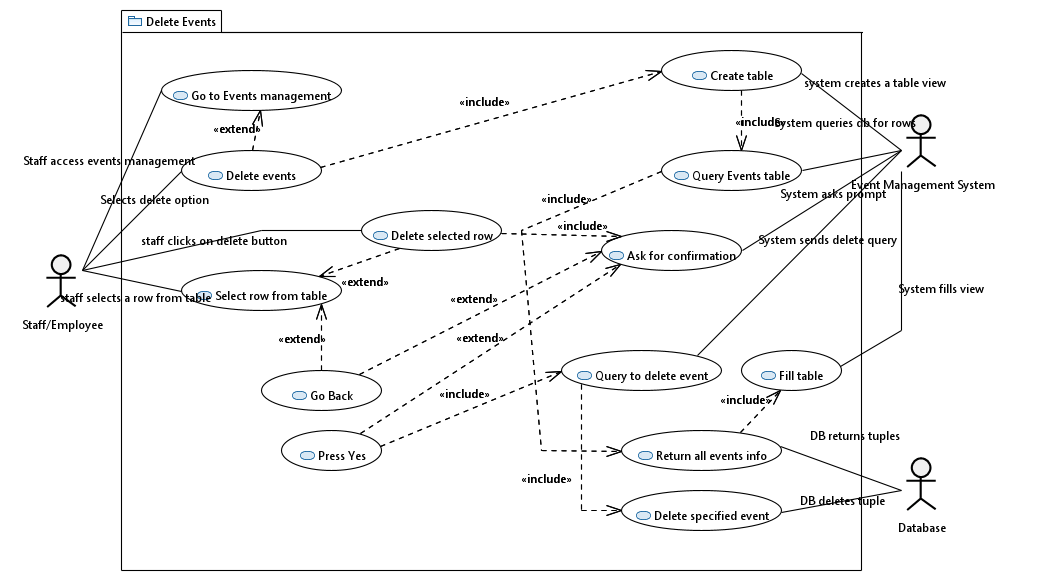 Delete Events
Go to Events management
Create table
system creates a table view
«include»
«extend»
«include»
System queries db for rows
Staff access events management
Delete events
Query Events table
Event Management System
Selects delete option
«include»
System asks prompt
staff clicks on delete button
Delete selected row
«include»
System sends delete query
Ask for confirmation
«extend»
Select row from table
staff selects a row from table
«extend»
System fills view
Staff/Employee
«extend»
«extend»
Query to delete event
Fill table
Go Back
«include»
«include»
DB returns tuples
Press Yes
Return all events info
«include»
DB deletes tuple
Delete specified event
Database